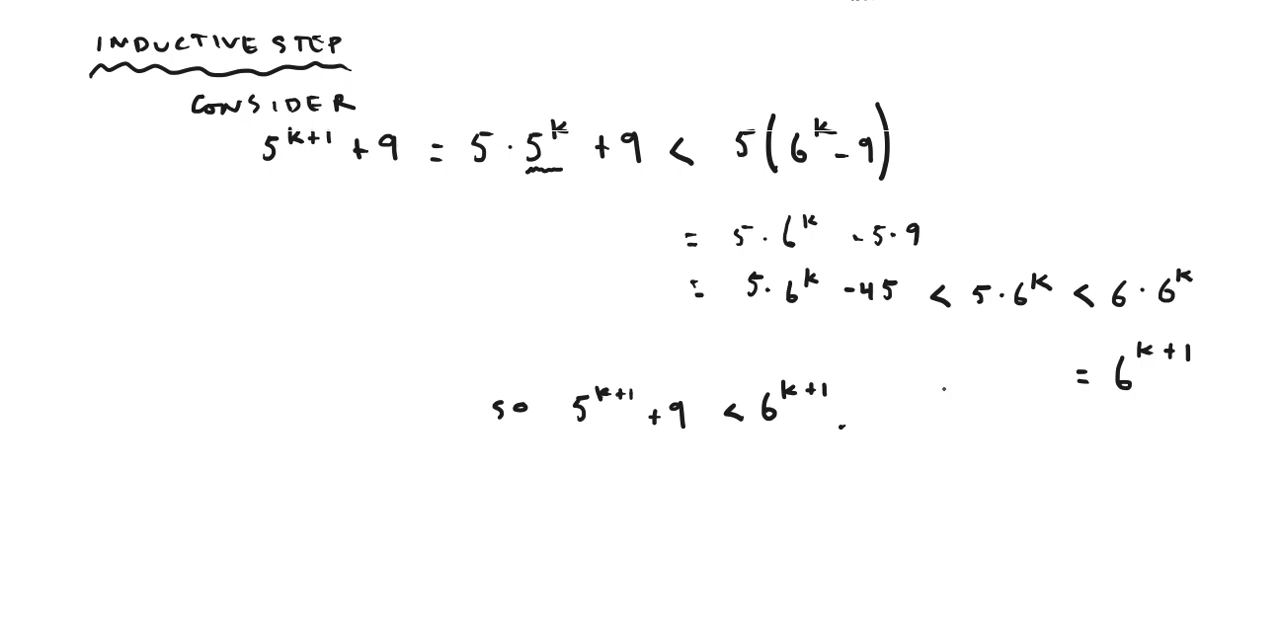 INDUCTIVE STEP
CONSIDER
5^{k+1} + 9 = 5 · 5^k + 9 < 5(6^k - 9)
= 5 · 6^k - 5 · 9
= 5 · 6^k - 45 < 5 · 6^k < 6 · 6^k
= 6^{k+1}
so 5^{k+1} + 9 < 6^{k+1}.